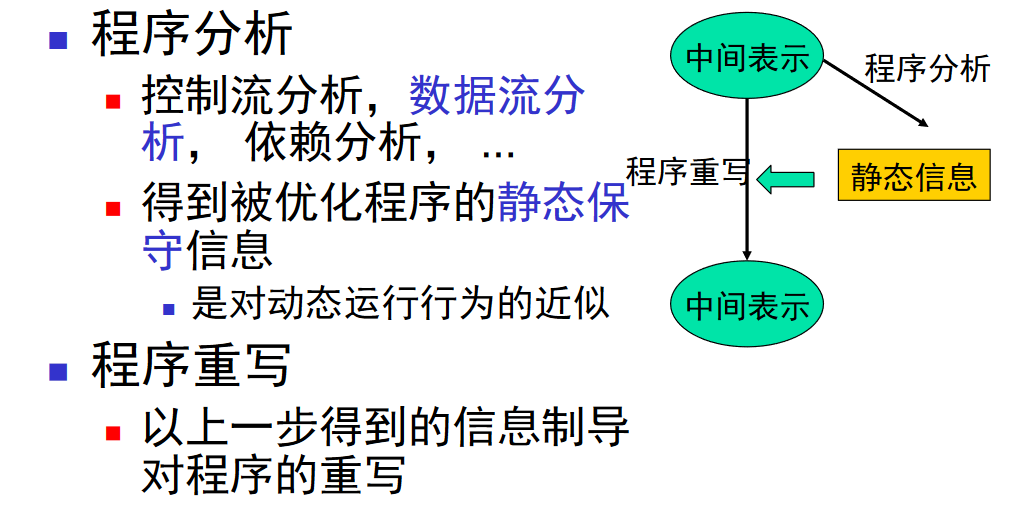 程序分析
控制流分析，数据流分
析， 依赖分析， ...
得到被优化程序的静态保
守信息
是对动态运行行为的近似
程序重写
以上一步得到的信息制导
对程序的重写
中间表示
程序分析
程序重写
静态信息
中间表示